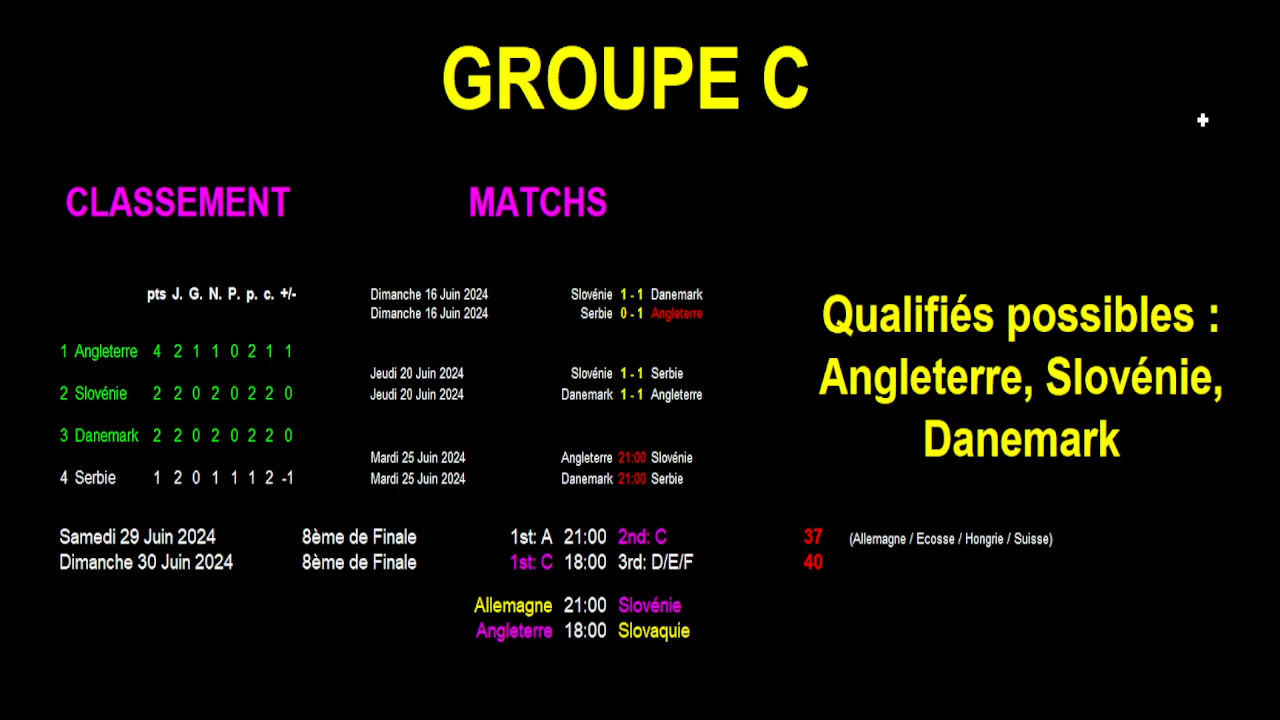 GROUPE C
CLASSEMENT MATCHS
pts J. G. N. P. p. c. +/-
Dimanche 16 Juin 2024 Slovénie 1 - 1 Danemark
Dimanche 16 Juin 2024 Serbie 0 - 1 Angleterre
Qualifiés possibles :
Angleterre, Slovénie,
Danemark
1 Angleterre 4 2 1 1 0 2 1 1
Jeudi 20 Juin 2024 Slovénie 1 - 1 Serbie
2 Slovénie 2 2 0 2 0 2 2 0
Jeudi 20 Juin 2024 Danemark 1 - 1 Angleterre
3 Danemark 2 2 0 2 0 2 2 0
Mardi 25 Juin 2024 Angleterre 21:00 Slovénie
4 Serbie 1 2 0 1 1 1 2 -1
Mardi 25 Juin 2024 Danemark 21:00 Serbie
Samedi 29 Juin 2024 8ème de Finale 1st: A 21:00 2nd: C 37 (Allemagne / Ecosse / Hongrie / Suisse)
Dimanche 30 Juin 2024 8ème de Finale 1st: C 18:00 3rd: D/E/F 40
Allemagne 21:00 Slovénie
Angleterre 18:00 Slovaquie